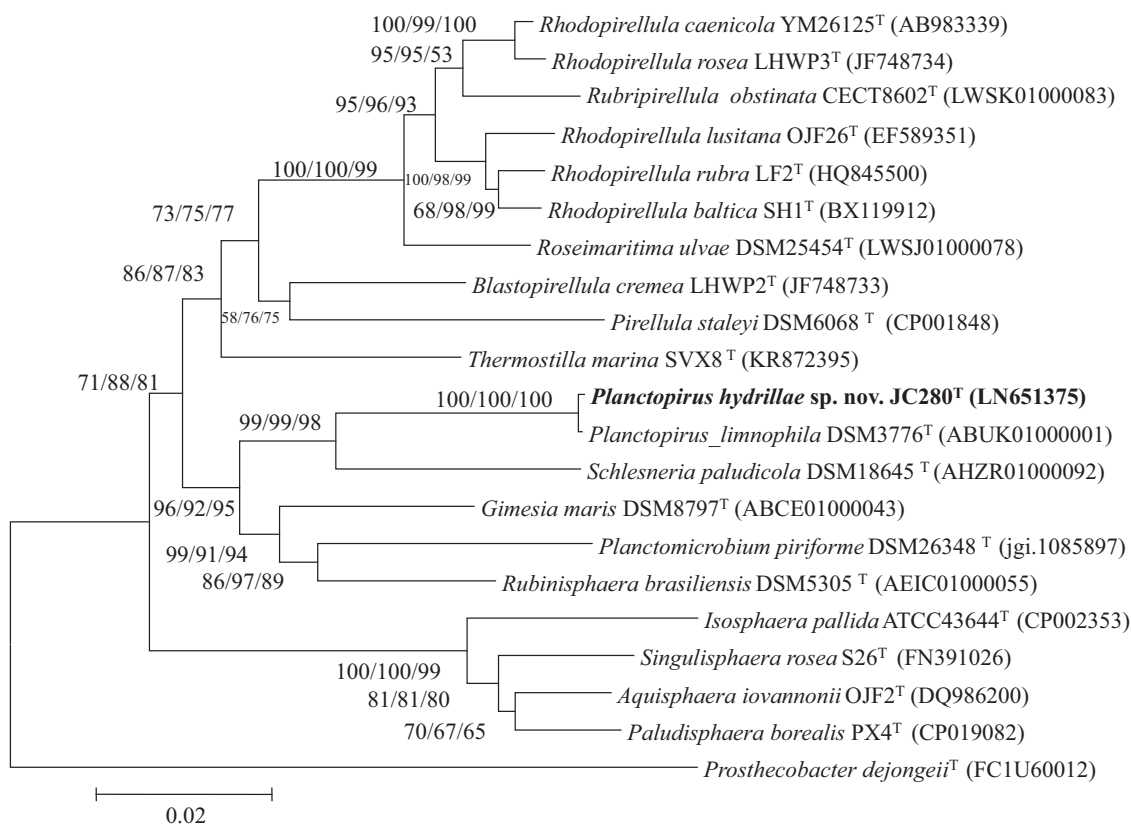 100/99/100
Rhodopirellula caenicola YM26125T (AB983339)
95/95/53
Rhodopirellula rosea LHWP3T (JF748734)
Rubripirellula obstinata CECT8602T (LWSK01000083)
95/96/93
Rhodopirellula lusitana OJF26T (EF589351)
100/100/99
100/98/99
Rhodopirellula rubra LF2T (HQ845500)
68/98/99
Rhodopirellula baltica SH1T (BX119912)
73/75/77
Roseimaritima ulvae DSM25454T (LWSJ01000078)
86/87/83
Blastopirellula cremea LHWP2T (JF748733)
58/76/75
Pirellula staleyi DSM6068 T (CP001848)
Thermostilla marina SVX8 T (KR872395)
71/88/81
100/100/100
Planctopirus hydrillae sp. nov. JC280T (LN651375)
99/99/98
Planctopirus_limnophila DSM3776T (ABUK01000001)
Schlesneria paludicola DSM18645 T (AHZR01000092)
96/92/95
Gimesia maris DSM8797T (ABCE01000043)
99/91/94
Planctomicrobium piriforme DSM26348 T (jgi.1085897)
86/97/89
Rubinisphaera brasiliensis DSM5305 T (AEIC01000055)
Isosphaera pallida ATCC43644T (CP002353)
100/100/99
Singulisphaera rosea S26T (FN391026)
81/81/80
Aquisphaera iovannonii OJF2T (DQ986200)
70/67/65
Paludisphaera borealis PX4T (CP019082)
Prosthecobacter dejongeiiT (FC1U60012)
0.02